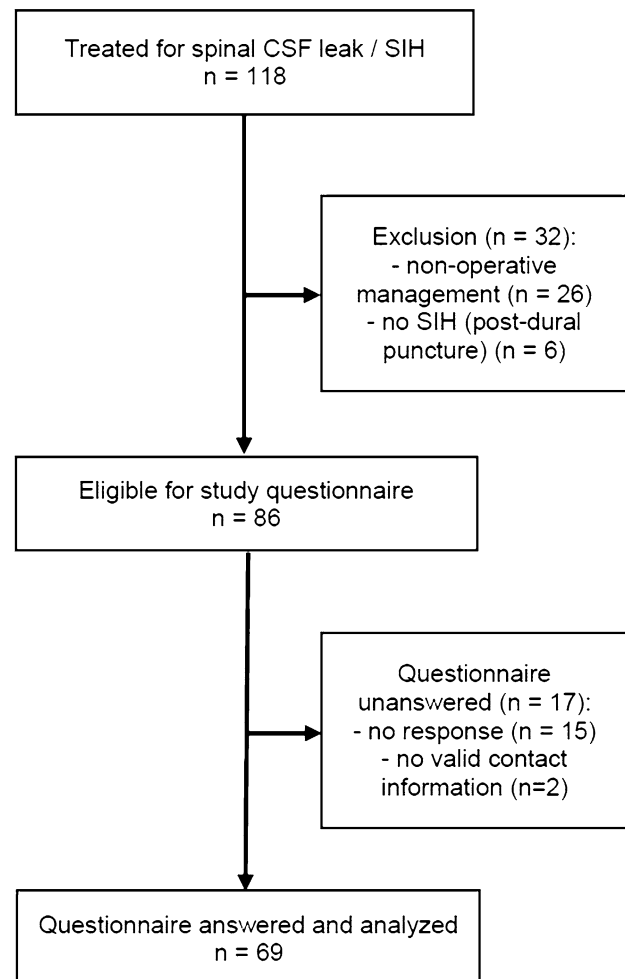 Treated for spinal CSF leak / SIH
n = 118
Exclusion (n = 32):
- non-operative
management (n = 26)
- no SIH (post-dural
puncture) (n = 6)
Eligible for study questionnaire
n = 86
Questionnaire
unanswered (n = 17):
- no response (n = 15)
- no valid contact
information (n=2)
Questionnaire answered and analyzed
n = 69